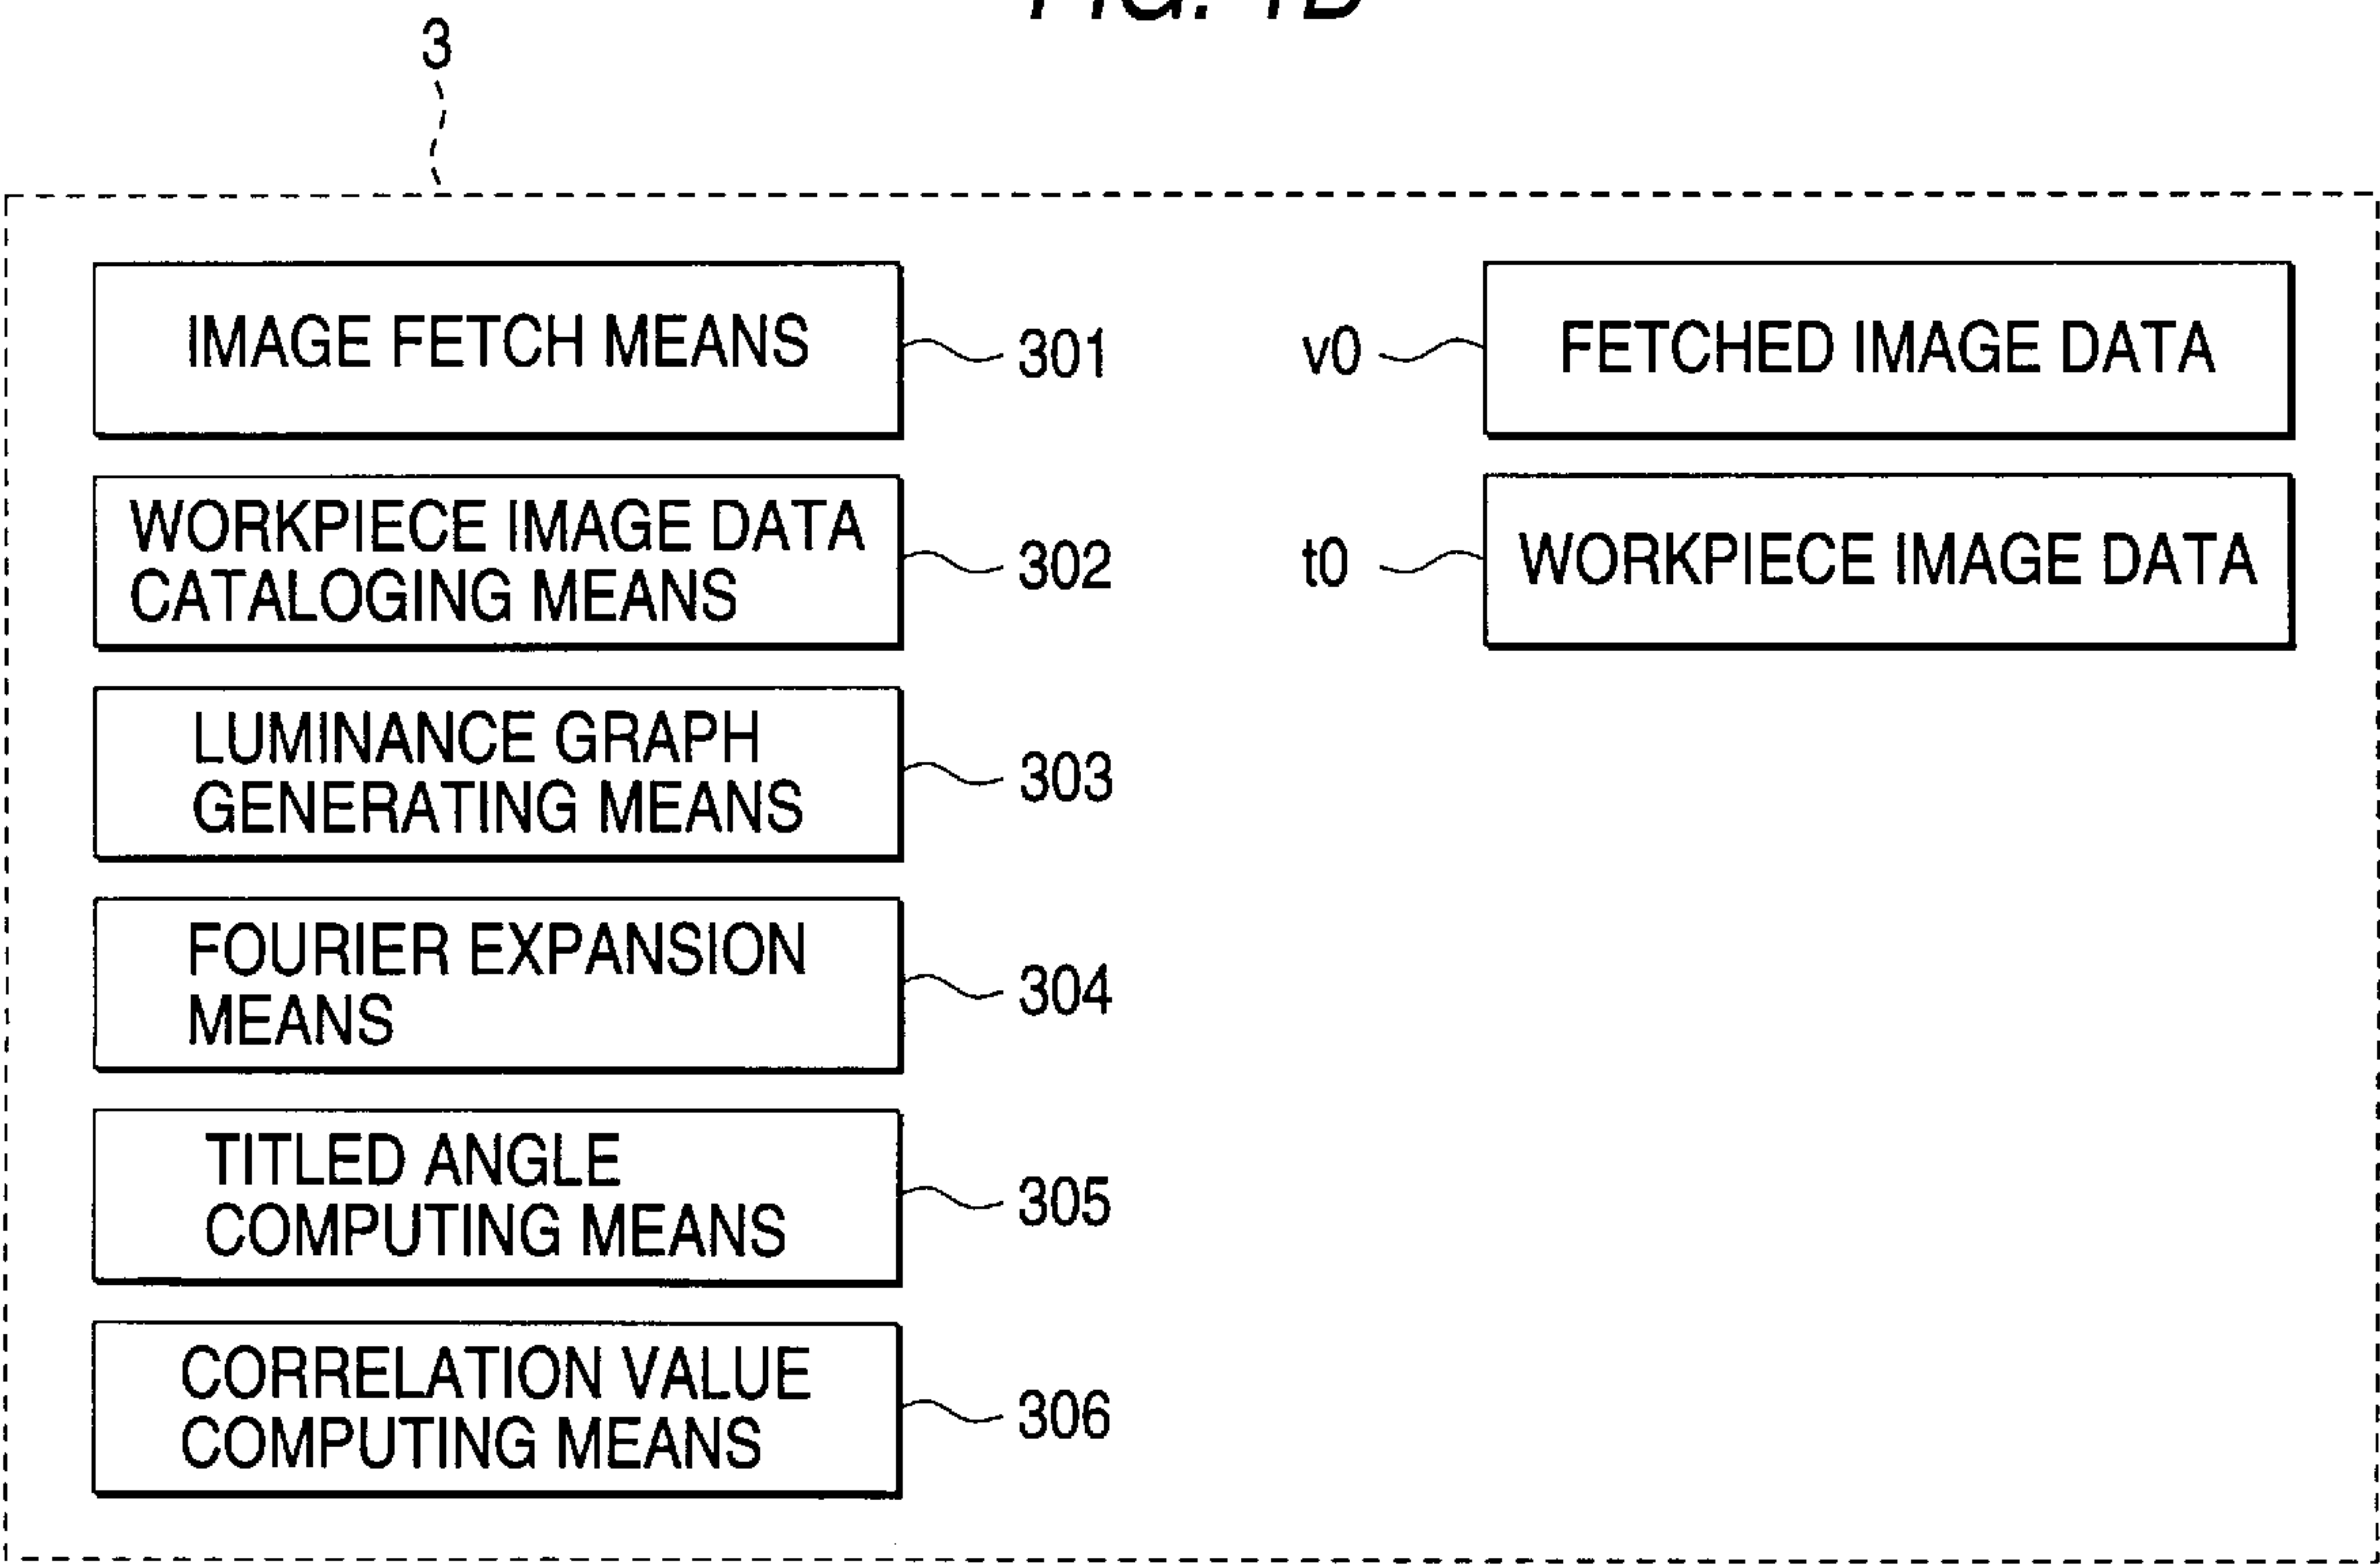 3
IMAGE FETCH MEANS
301
v0
FETCHED IMAGE DATA
WORKPIECE IMAGE DATA
CATALOGING MEANS
302
t0
WORKPIECE IMAGE DATA
LUMINANCE GRAPH
GENERATING MEANS
303
FOURIER EXPANSION
MEANS
304
TITLED ANGLE
COMPUTING MEANS
305
CORRELATION VALUE
COMPUTING MEANS
306